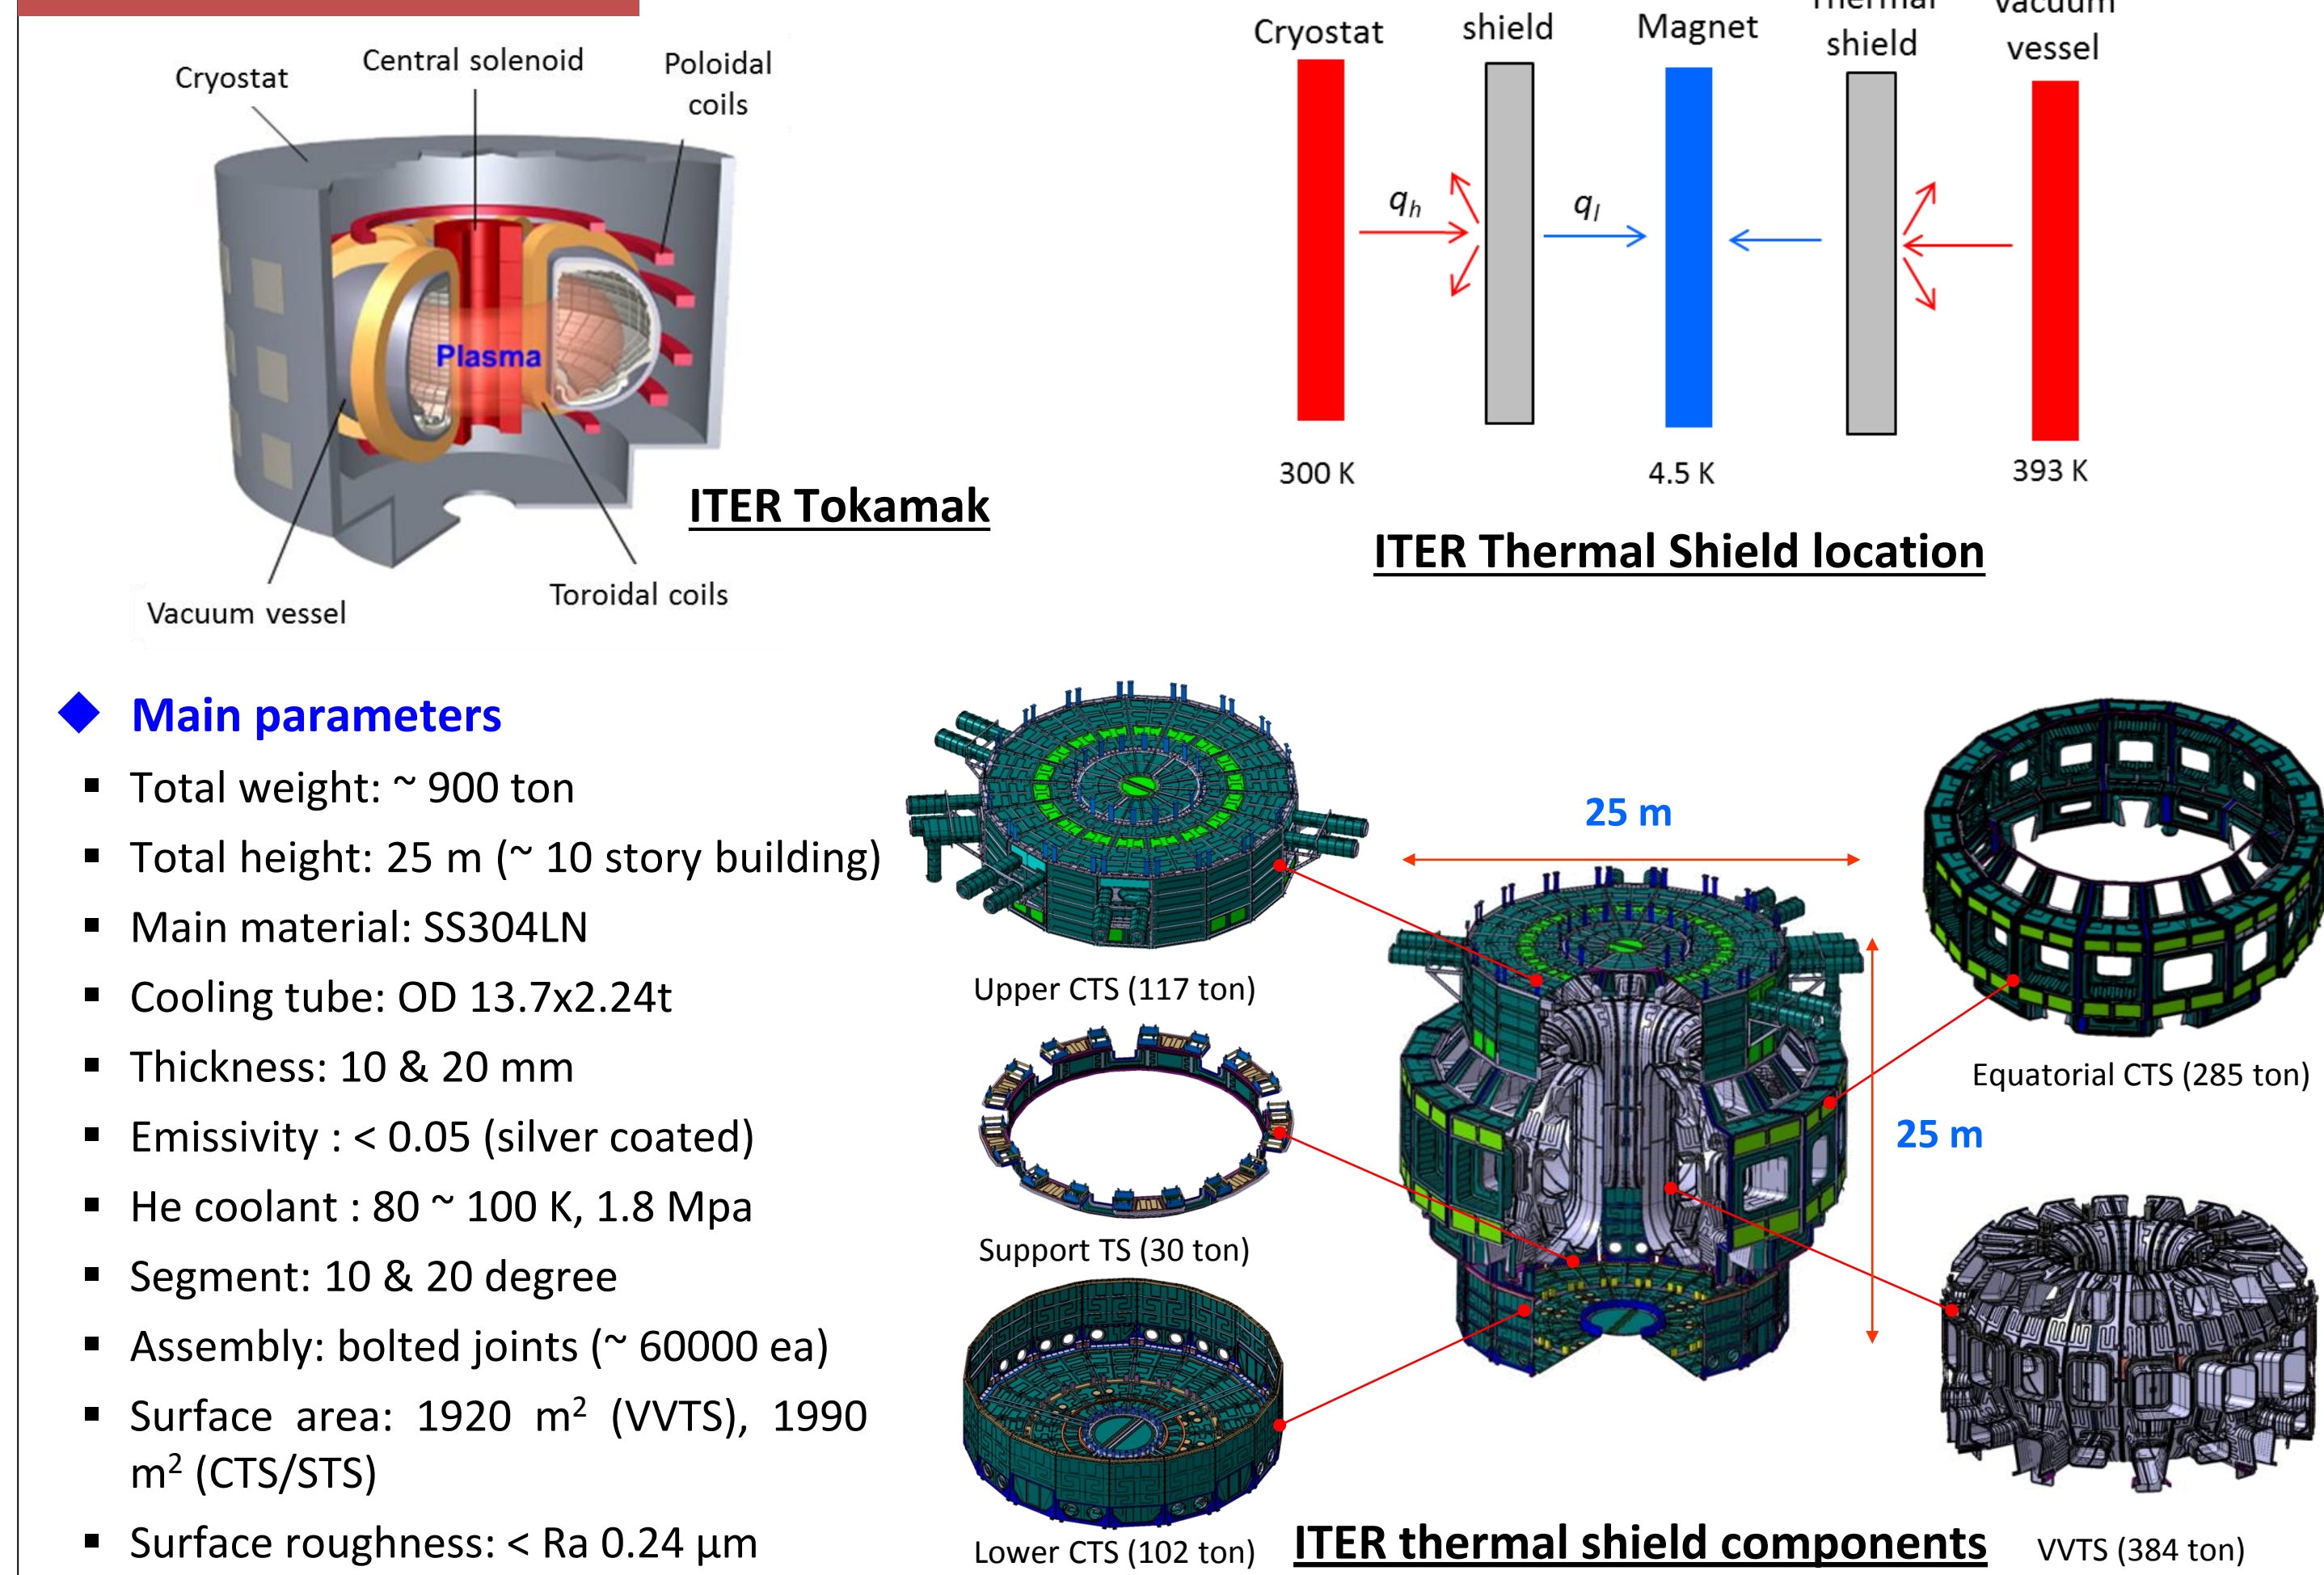 Cryostat
Central solenoid
Poloidal
coils
Plasma
Vacuum vessel
Toroidal coils
ITER Tokamak
Cryostat
shield
Magnet
Thermal
shield
vacuum
vessel
qh
ql
300 K
4.5 K
393 K
ITER Thermal Shield location
Main parameters
▪ Total weight: ~ 900 ton
▪ Total height: 25 m (~ 10 story building)
▪ Main material: SS304LN
▪ Cooling tube: OD 13.7x2.24t
▪ Thickness: 10 & 20 mm
▪ Emissivity : < 0.05 (silver coated)
▪ He coolant : 80 ~ 100 K, 1.8 Mpa
▪ Segment: 10 & 20 degree
▪ Assembly: bolted joints (~ 60000 ea)
▪ Surface area: 1920 m² (VVTS), 1990
m² (CTS/STS)
▪ Surface roughness: < Ra 0.24 μm
Upper CTS (117 ton)
Support TS (30 ton)
Lower CTS (102 ton)
25 m
25 m
Equatorial CTS (285 ton)
VVTS (384 ton)
ITER thermal shield components